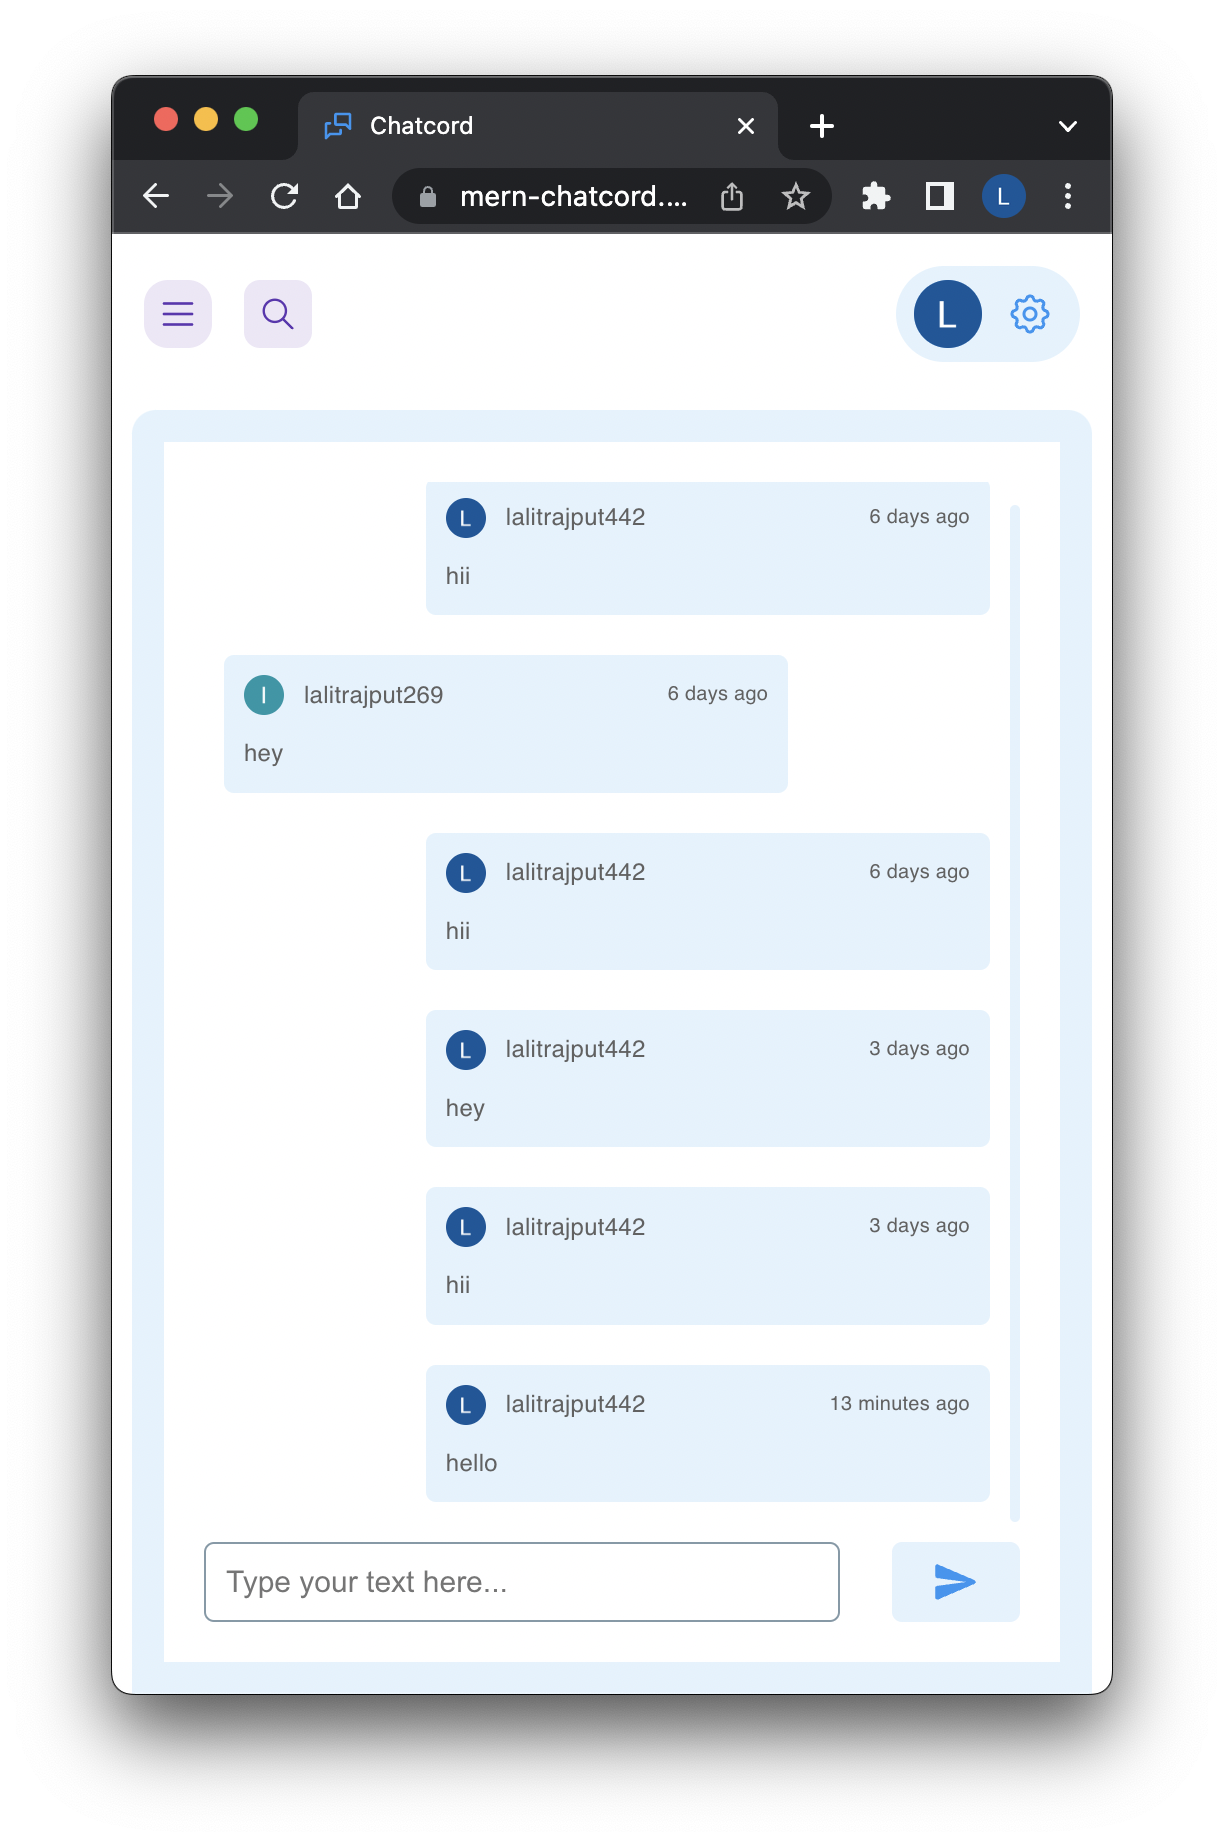 Chatcord
mern-chatcord....
L
L
L lalitrajput442 6 days ago
hii
l lalitrajput269 6 days ago
hey
L lalitrajput442 6 days ago
hii
L lalitrajput442 3 days ago
hey
L lalitrajput442 3 days ago
hii
L lalitrajput442 13 minutes ago
hello
Type your text here...